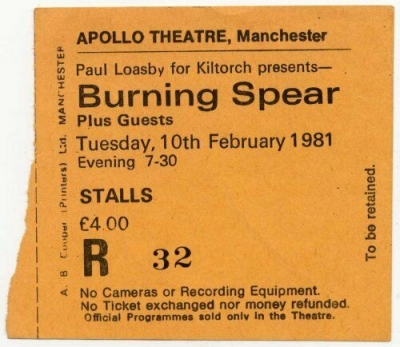 APOLLO THEATRE, Manchester
Paul Loasby for Kiltorch presents—
Burning Spear
Plus Guests
Tuesday, 10th February 1981
Evening 7-30
STALLS
£4.00
R 32
No Cameras or Recording Equipment.
No Ticket exchanged nor money refunded.
Official Programmes sold only in the Theatre.
To be retained.
A. B. Cooper (Printers) Ltd. MANCHESTER